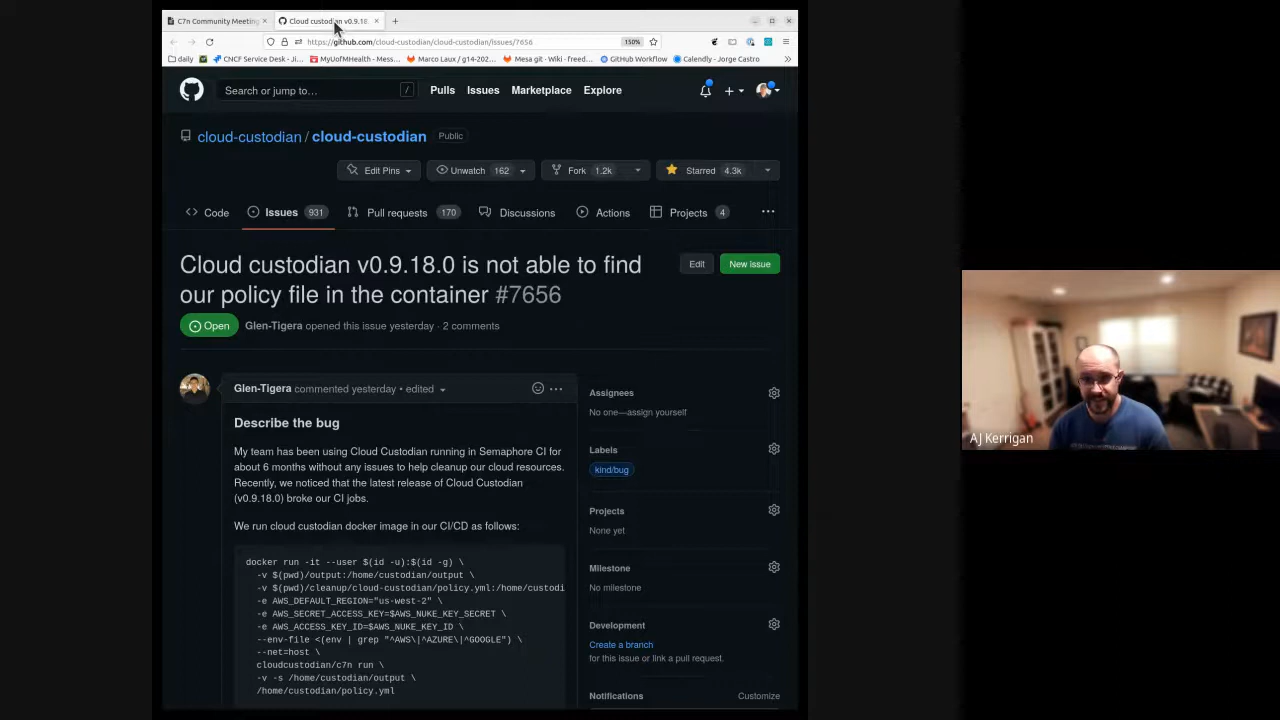 C7n Community Meeting
Cloud custodian v0.9.18
https://github.com/cloud-custodian/cloud-custodian/issues/7656
150%
daily
CNCF Service Desk - Ji...
MyUofMHealth - Mess...
Marco Laux / g14-202...
Mesa git · Wiki · freed...
GitHub Workflow
Calendly - Jorge Castro
Search or jump to...
/
Pulls
Issues
Marketplace
Explore
cloud-custodian / cloud-custodian
Public
Edit Pins
Unwatch 162
Fork 1.2k
Starred 4.3k
Code
Issues 931
Pull requests 170
Discussions
Actions
Projects 4
Cloud custodian v0.9.18.0 is not able to find
our policy file in the container #7656
Edit
New issue
Open
Glen-Tigera opened this issue yesterday · 2 comments
Glen-Tigera commented yesterday • edited
Describe the bug
My team has been using Cloud Custodian running in Semaphore CI for
about 6 months without any issues to help cleanup our cloud resources.
Recently, we noticed that the latest release of Cloud Custodian
(v0.9.18.0) broke our CI jobs.
We run cloud custodian docker image in our CI/CD as follows:
docker run -it --user $(id -u):$(id -g) \
-v $(pwd)/output:/home/custodian/output \
-v $(pwd)/cleanup/cloud-custodian/policy.yml:/home/custodi
-e AWS_DEFAULT_REGION="us-west-2" \
-e AWS_SECRET_ACCESS_KEY=$AWS_NUKE_KEY_SECRET \
-e AWS_ACCESS_KEY_ID=$AWS_NUKE_KEY_ID \
--env-file <(env | grep "^AWS\|^AZURE\|^GOOGLE") \
--net=host \
cloudcustodian/c7n run \
-v -s /home/custodian/output \
/home/custodian/policy.yml
Assignees
No one—assign yourself
Labels
kind/bug
Projects
None yet
Milestone
No milestone
Development
Create a branch
for this issue or link a pull request.
Notifications
Customize
AJ Kerrigan